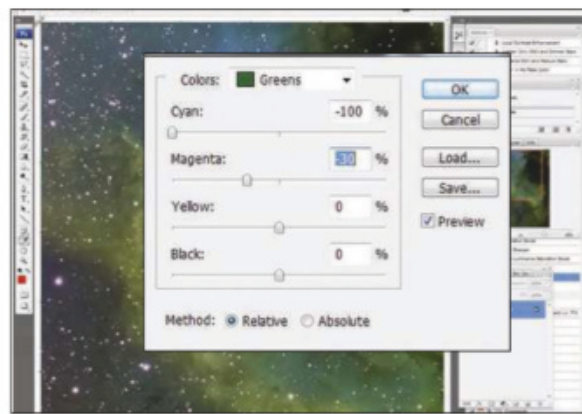 Colors: Greens
OK
Cyan: -100 %
Cancel
Magenta: -30 %
Load...
Save...
Yellow: 0 %
Preview
Black: 0 %
Method: Relative Absolute